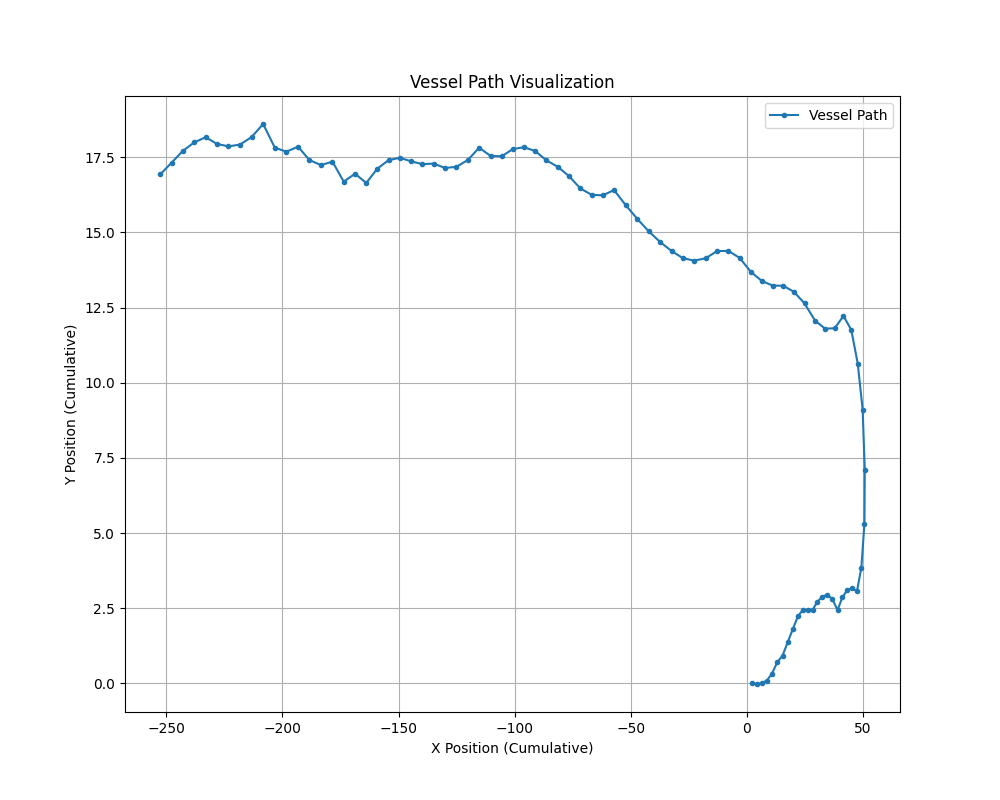 Vessel Path Visualization
Vessel Path
17.5
15.0
12.5
10.0
7.5
5.0
2.5
0.0
Y Position (Cumulative)
−250 −200 −150 −100 −50 0 50
X Position (Cumulative)